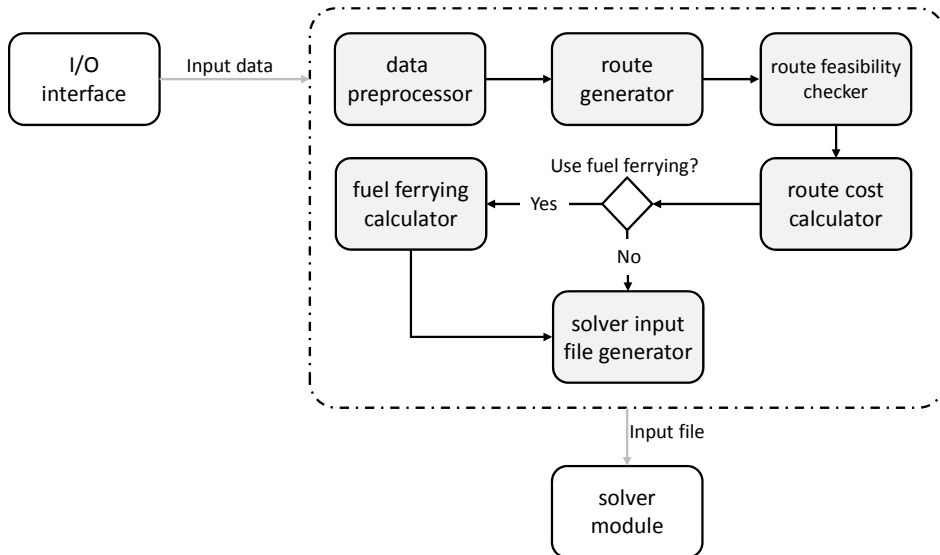 I/O
interface
Input data
data
preprocessor
route
generator
route feasibility
checker
Use fuel ferrying?
fuel ferrying
calculator
Yes
route cost
calculator
No
solver input
file generator
Input file
solver
module